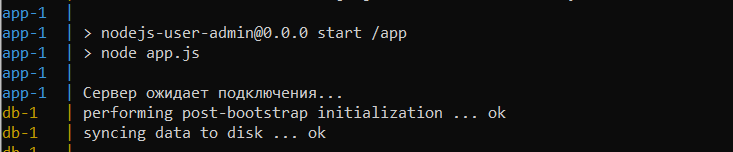 app-1 |
app-1 | > nodejs-user-admin@0.0.0 start /app
app-1 | > node app.js
app-1 |
app-1 | Сервер ожидает подключения...
db-1 | performing post-bootstrap initialization ... ok
db-1 | syncing data to disk ... ok